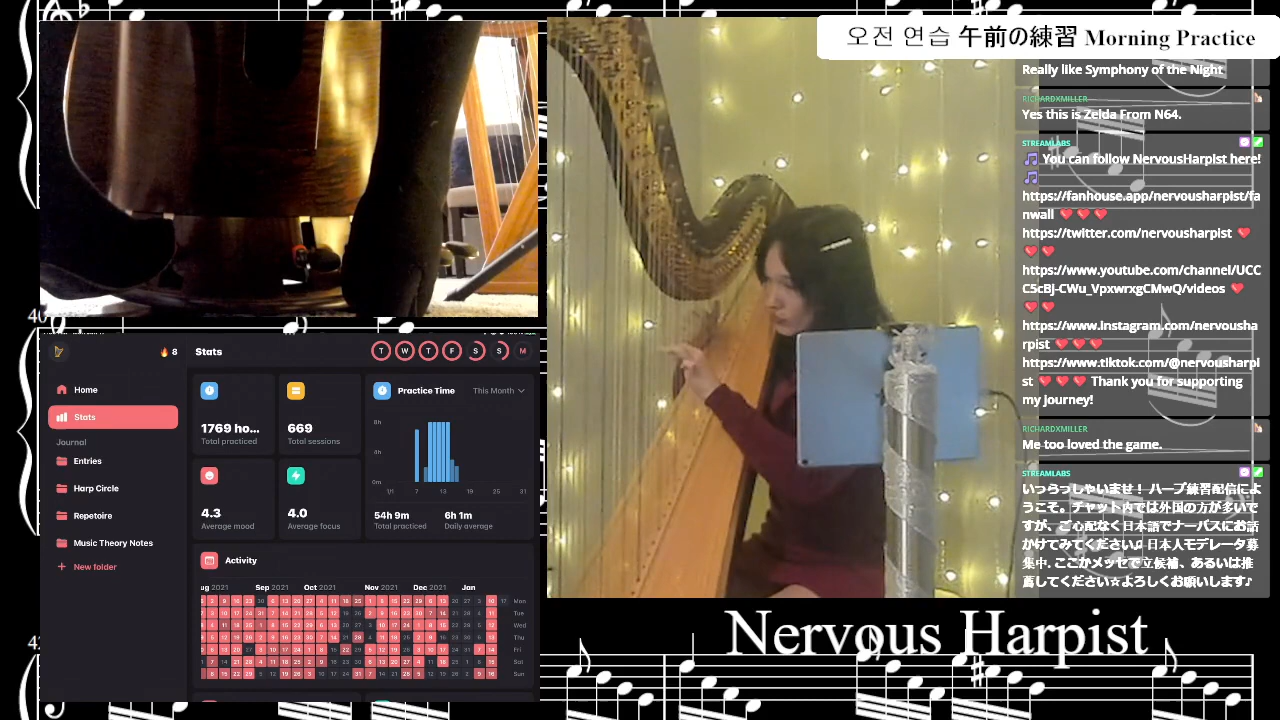 오전 연습 午前の練習 Morning Practice
Really like Symphony of the Night
RICHARDXMILLER
Yes this is Zelda From N64.
STREAMLABS
🎵 You can follow NervousHarpist here!
🎵
https://fanhouse.app/nervousharpist/fa
nwall ❤️ ❤️ ❤️
https://twitter.com/nervousharpist ❤️
❤️ ❤️
https://www.youtube.com/channel/UCC
C5cBj-CWu_VpxwrxgCMwQ/videos ❤️
❤️ ❤️
https://www.instagram.com/nervousha
rpist ❤️ ❤️ ❤️
https://www.tiktok.com/@nervousharpi
st ❤️ ❤️ ❤️ Thank you for supporting
my journey!
RICHARDXMILLER
Me too loved the game.
STREAMLABS
いらっしゃいませ！ ハープ練習配信によ
うこそ。チャット内では外国の方が多いで
すが、ご心配なく日本語でナーバスにお話
かけてみてください♫ 日本人モデレータ募
集中. ここかメッセで立候補、あるいは推
薦してください☆よろしくお願いします♪
🔥 8
Stats
T W T F S S M
Home
Stats
Journal
Entries
Harp Circle
Repetoire
Music Theory Notes
+ New folder
1769 ho...
Total practiced
669
Total sessions
4.3
Average mood
4.0
Average focus
Practice Time
This Month
8h
0m
1/1 7 13 19 25 31
54h 9m
Total practiced
6h 1m
Daily average
Activity
ug 2021 Sep 2021 Oct 2021 Nov 2021 Dec 2021 Jan
Mon
Tue
Wed
Thu
Fri
Sat
Sun
Nervous Harpist